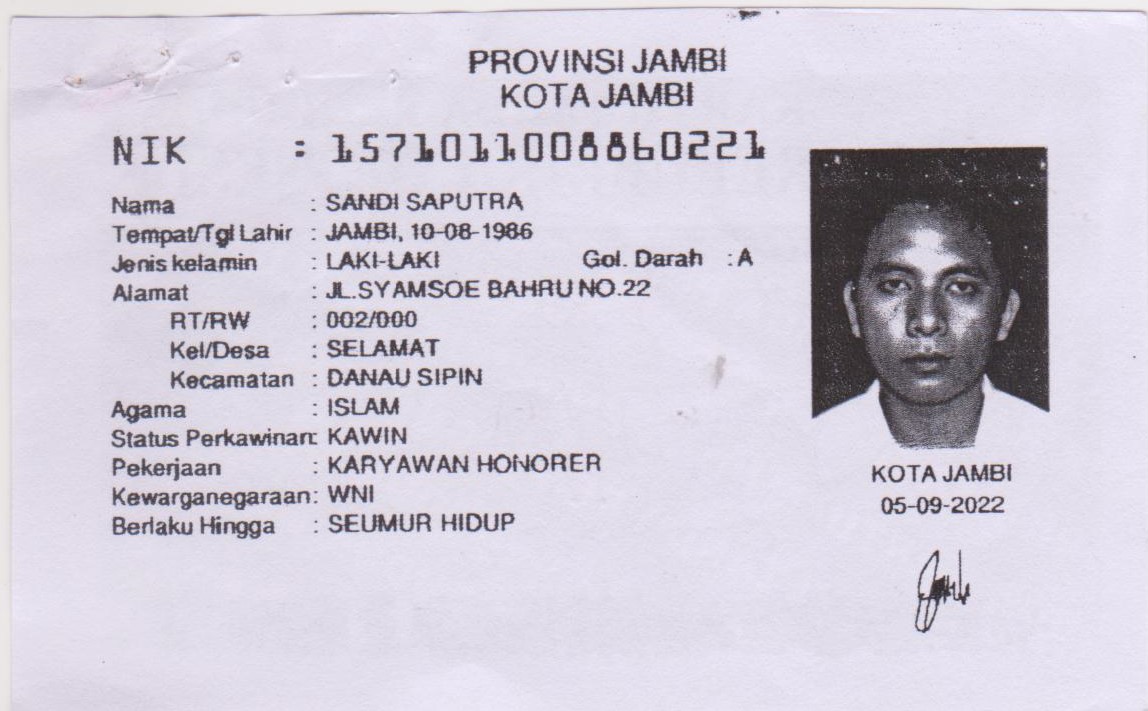 PROVINSI JAMBI
KOTA JAMBI
NIK : 1571011008860221
Nama : SANDI SAPUTRA
Tempat/Tgl Lahir : JAMBI, 10-08-1986
Jenis kelamin : LAKI-LAKI Gol. Darah : A
Alamat : JL.SYAMSOE BAHRU NO.22
RT/RW : 002/000
Kel/Desa : SELAMAT
Kecamatan : DANAU SIPIN
Agama : ISLAM
Status Perkawinan: KAWIN
Pekerjaan : KARYAWAN HONORER
Kewarganegaraan: WNI
Berlaku Hingga : SEUMUR HIDUP
KOTA JAMBI
05-09-2022